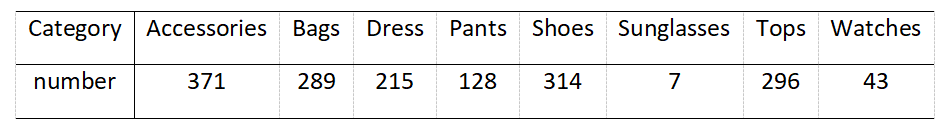 Category Accessories Bags Dress Pants Shoes Sunglasses Tops Watches
number 371 289 215 128 314 7 296 43